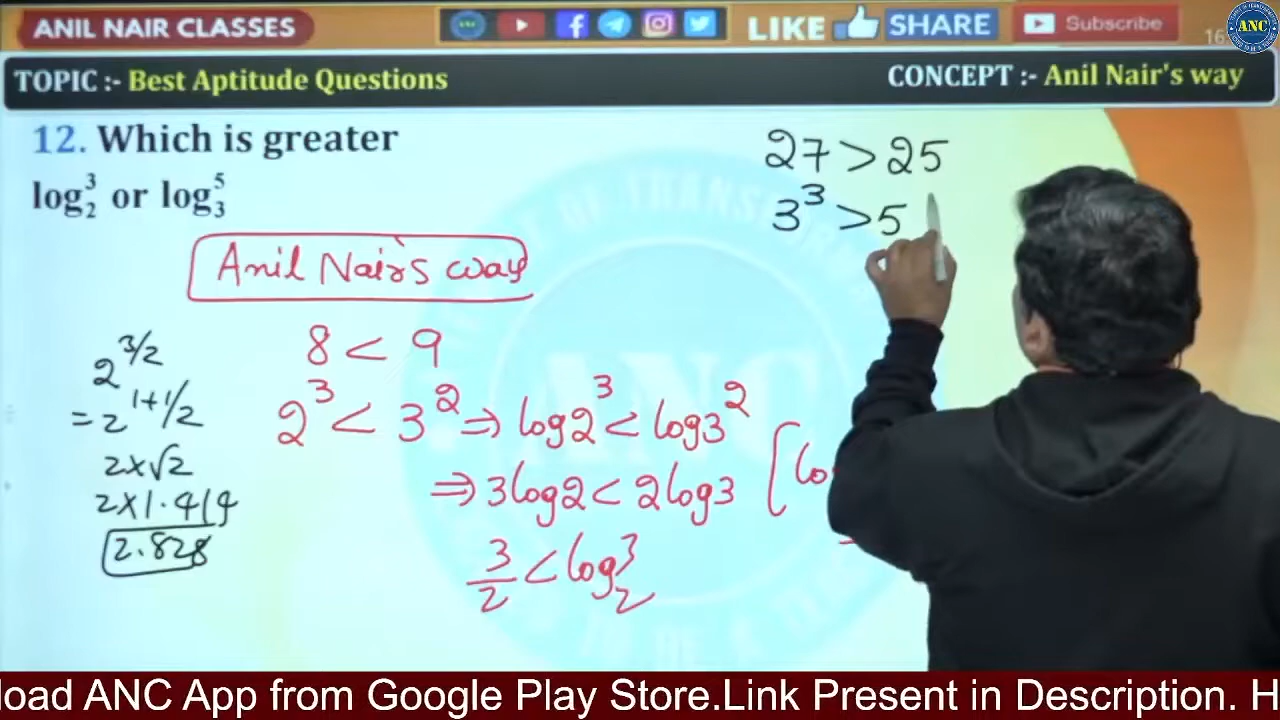 ANIL NAIR CLASSES
LIKE SHARE Subscribe
16
ANC
TOPIC :- Best Aptitude Questions
CONCEPT :- Anil Nair's way
12. Which is greater
log₂³ or log₃⁵
27 > 25
3³ > 5
Anil Nair's way
8 < 9
2³ < 3² ⇒ log2³ < log3²
⇒ 3log2 < 2log3
3/2 < log₂³
2^3/2
= 2^1+1/2
2×√2
2×1.414
2.828
ANC
load ANC App from Google Play Store.Link Present in Description. H